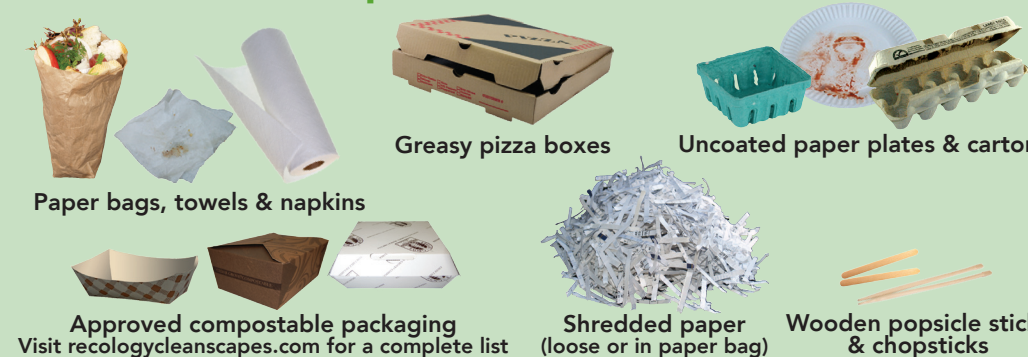 PIZZA
Greasy pizza boxes
Uncoated paper plates & carton
Paper bags, towels & napkins
Approved compostable packaging
Visit recologycleanscapes.com for a complete list
Shredded paper
(loose or in paper bag)
Wooden popsicle stick
& chopsticks